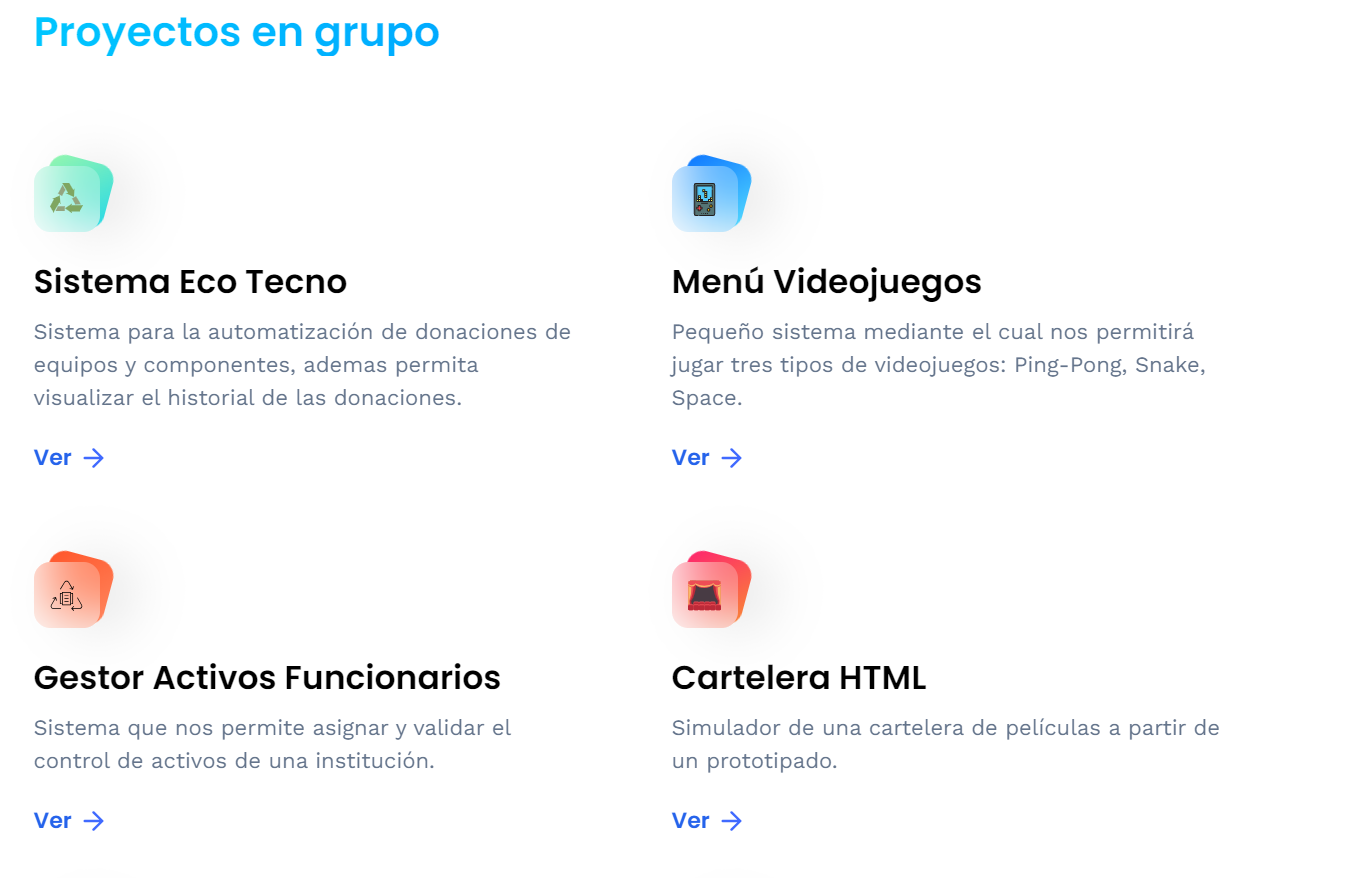 Proyectos en grupo
Sistema Eco Tecno
Sistema para la automatización de donaciones de
equipos y componentes, ademas permita
visualizar el historial de las donaciones.
Ver
Menú Videojuegos
Pequeño sistema mediante el cual nos permitirá
jugar tres tipos de videojuegos: Ping-Pong, Snake,
Space.
Ver
Gestor Activos Funcionarios
Sistema que nos permite asignar y validar el
control de activos de una institución.
Ver
Cartelera HTML
Simulador de una cartelera de películas a partir de
un prototipado.
Ver